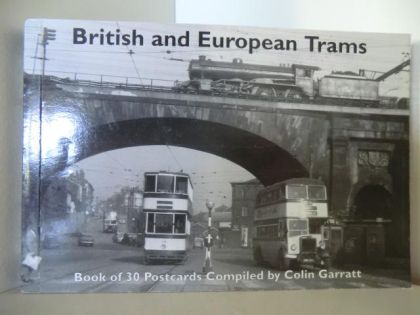 British and European Trams
Book of 30 Postcards Compiled by Colin Garratt